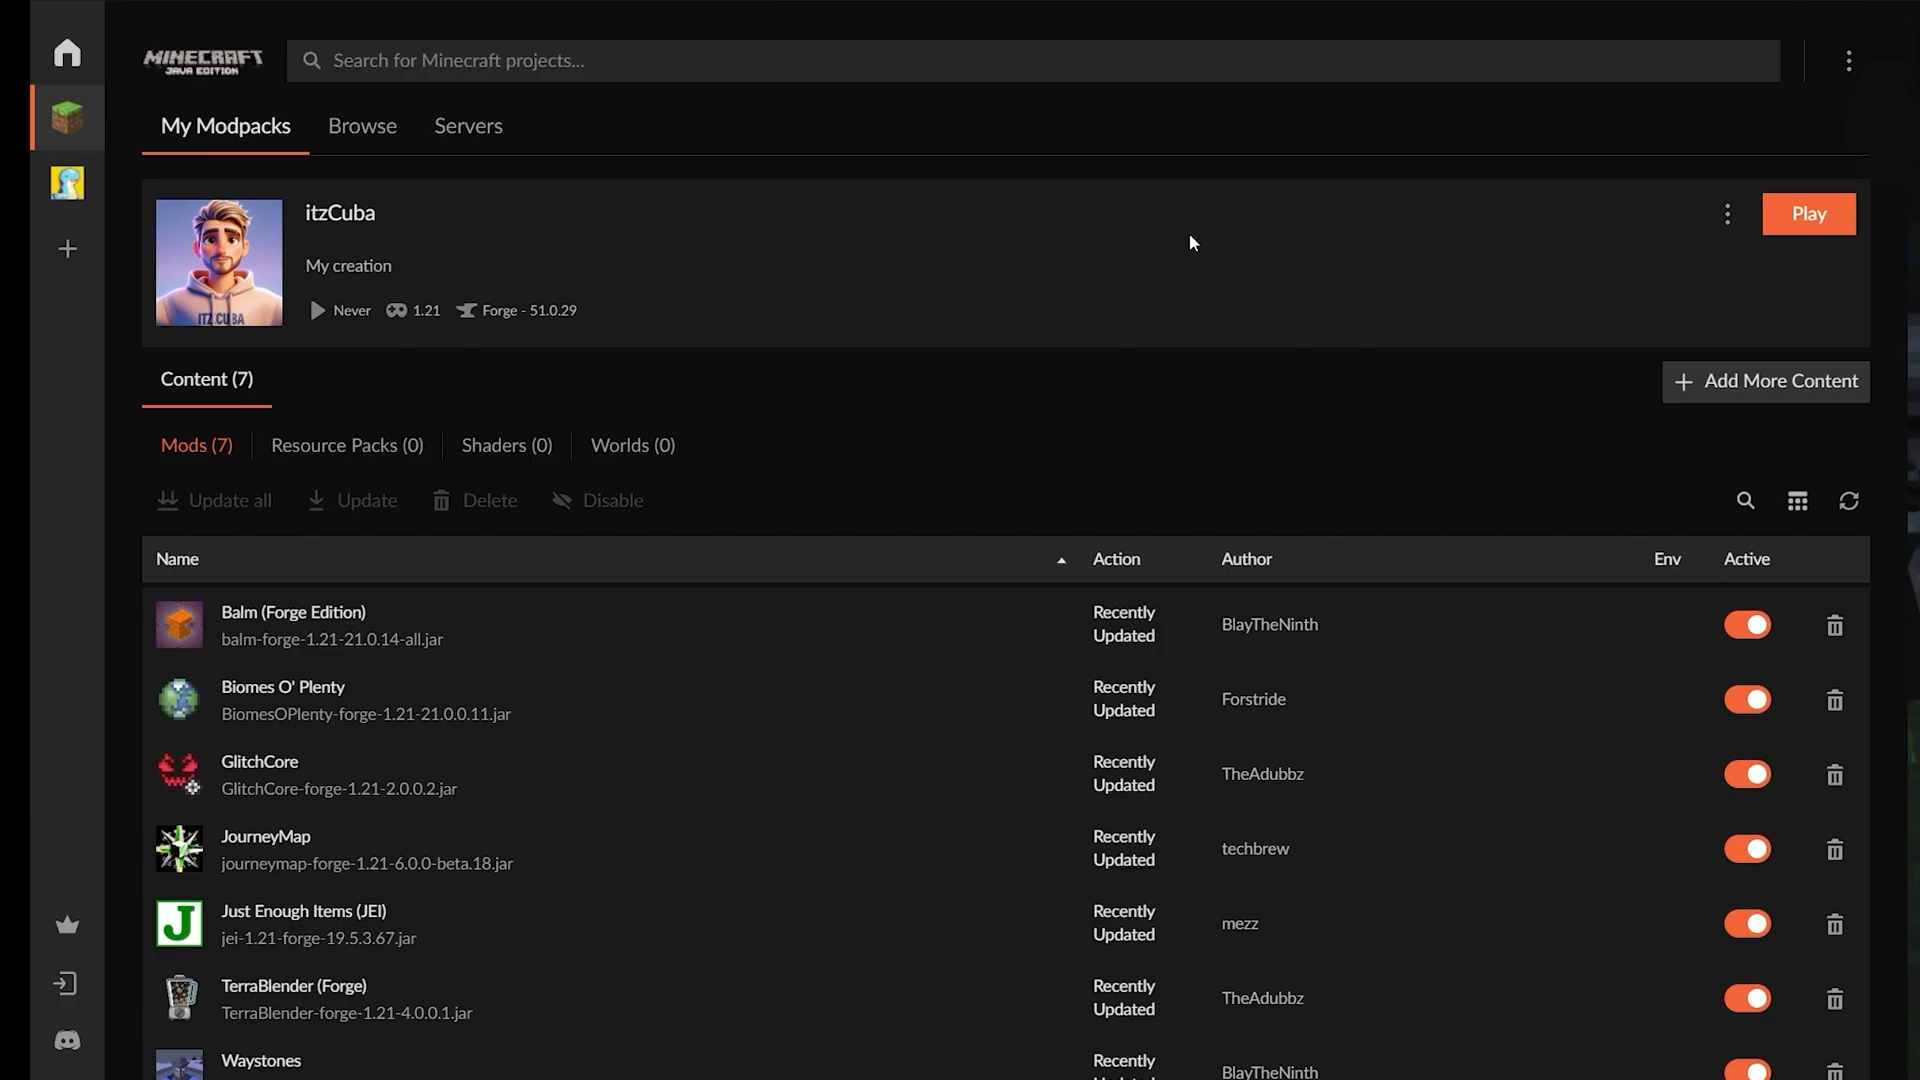 MINECRAFT
JAVA EDITION
Search for Minecraft projects...
My Modpacks
Browse
Servers
itzCuba
Play
My creation
ITZ.CUBA
Never
1.21
Forge - 51.0.29
Content (7)
Add More Content
Mods (7)
Resource Packs (0)
Shaders (0)
Worlds (0)
Update all
Update
Delete
Disable
Name
Action
Author
Env
Active
Balm (Forge Edition)
balm-forge-1.21-21.0.14-all.jar
Recently
Updated
BlayTheNinth
Biomes O' Plenty
BiomesOPlenty-forge-1.21-21.0.0.11.jar
Recently
Updated
Forstride
GlitchCore
GlitchCore-forge-1.21-2.0.0.2.jar
Recently
Updated
TheAdubbz
JourneyMap
journeymap-forge-1.21-6.0.0-beta.18.jar
Recently
Updated
techbrew
J
Just Enough Items (JEI)
jei-1.21-forge-19.5.3.67.jar
Recently
Updated
mezz
TerraBlender (Forge)
TerraBlender-forge-1.21-4.0.0.1.jar
Recently
Updated
TheAdubbz
Waystones
Recently
BlayTheNinth